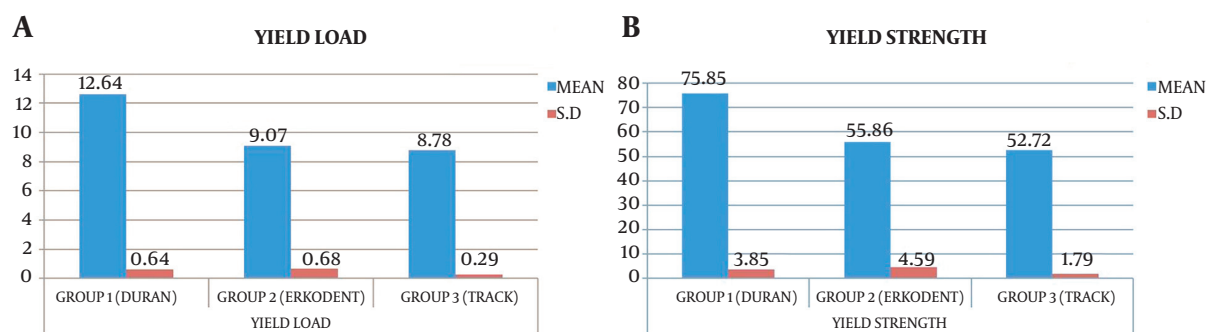 A
YIELD LOAD
14
12
10
8
6
4
2
0
12.64
0.64
9.07
0.68
8.78
0.29
GROUP 1 (DURAN)
GROUP 2 (ERKODENT)
GROUP 3 (TRACK)
YIELD LOAD
MEAN
S.D
B
YIELD STRENGTH
80
70
60
50
40
30
20
10
0
75.85
3.85
55.86
4.59
52.72
1.79
GROUP 1 (DURAN)
GROUP 2 (ERKODENT)
GROUP 3 (TRACK)
YIELD STRENGTH
MEAN
S.D